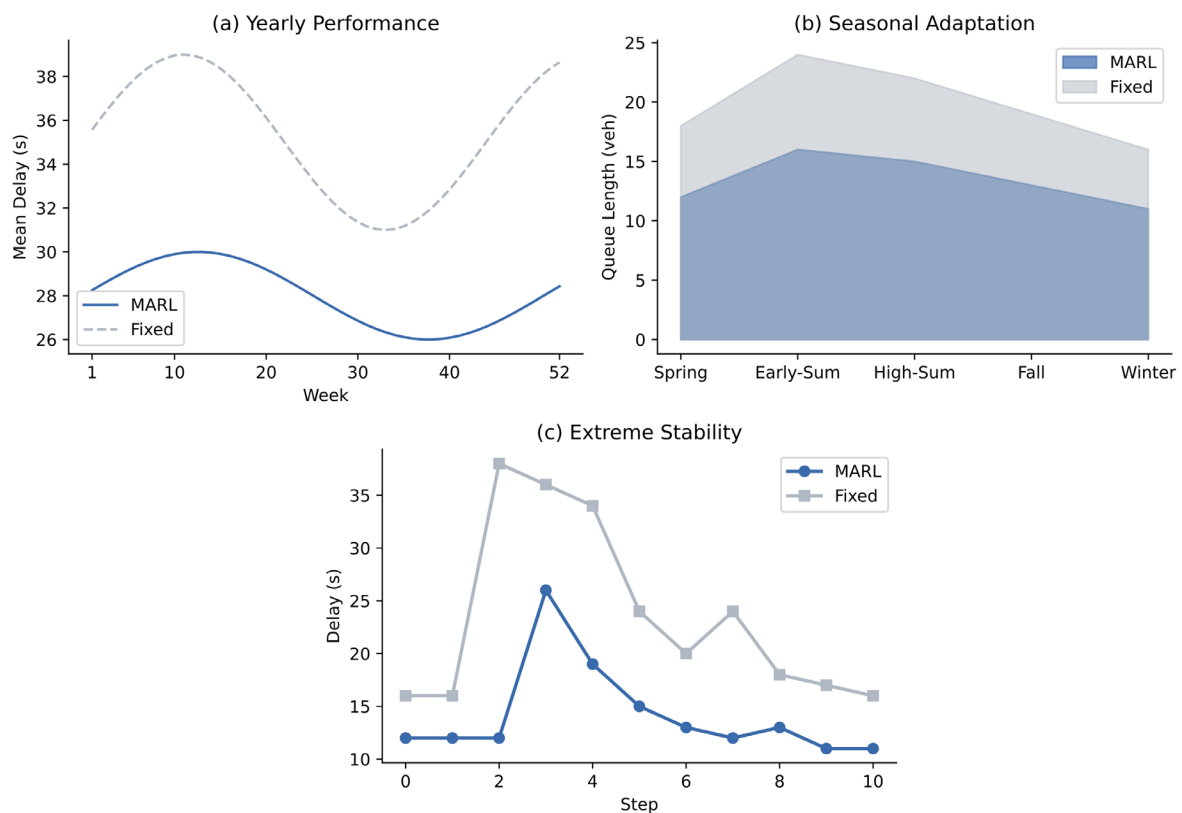 (a) Yearly Performance
Mean Delay (s)
38
36
34
32
30
28
26
MARL
Fixed
1 10 20 30 40 52
Week
(b) Seasonal Adaptation
Queue Length (veh)
25
20
15
10
5
0
MARL
Fixed
Spring Early-Sum High-Sum Fall Winter
(c) Extreme Stability
Delay (s)
35
30
25
20
15
10
MARL
Fixed
0 2 4 6 8 10
Step